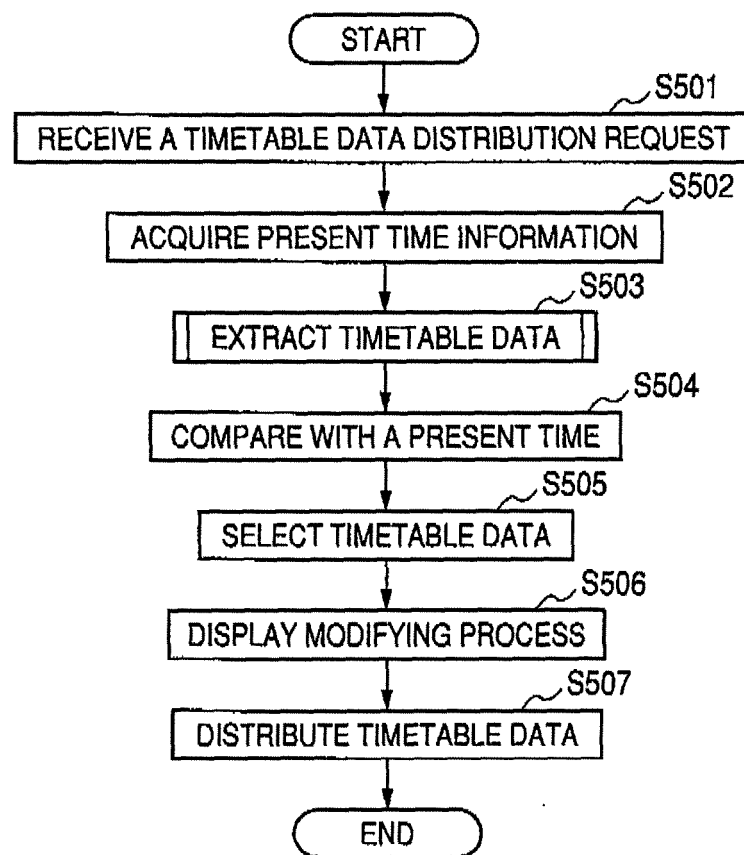 START
S501
RECEIVE A TIMETABLE DATA DISTRIBUTION REQUEST
S502
ACQUIRE PRESENT TIME INFORMATION
S503
EXTRACT TIMETABLE DATA
S504
COMPARE WITH A PRESENT TIME
S505
SELECT TIMETABLE DATA
S506
DISPLAY MODIFYING PROCESS
S507
DISTRIBUTE TIMETABLE DATA
END